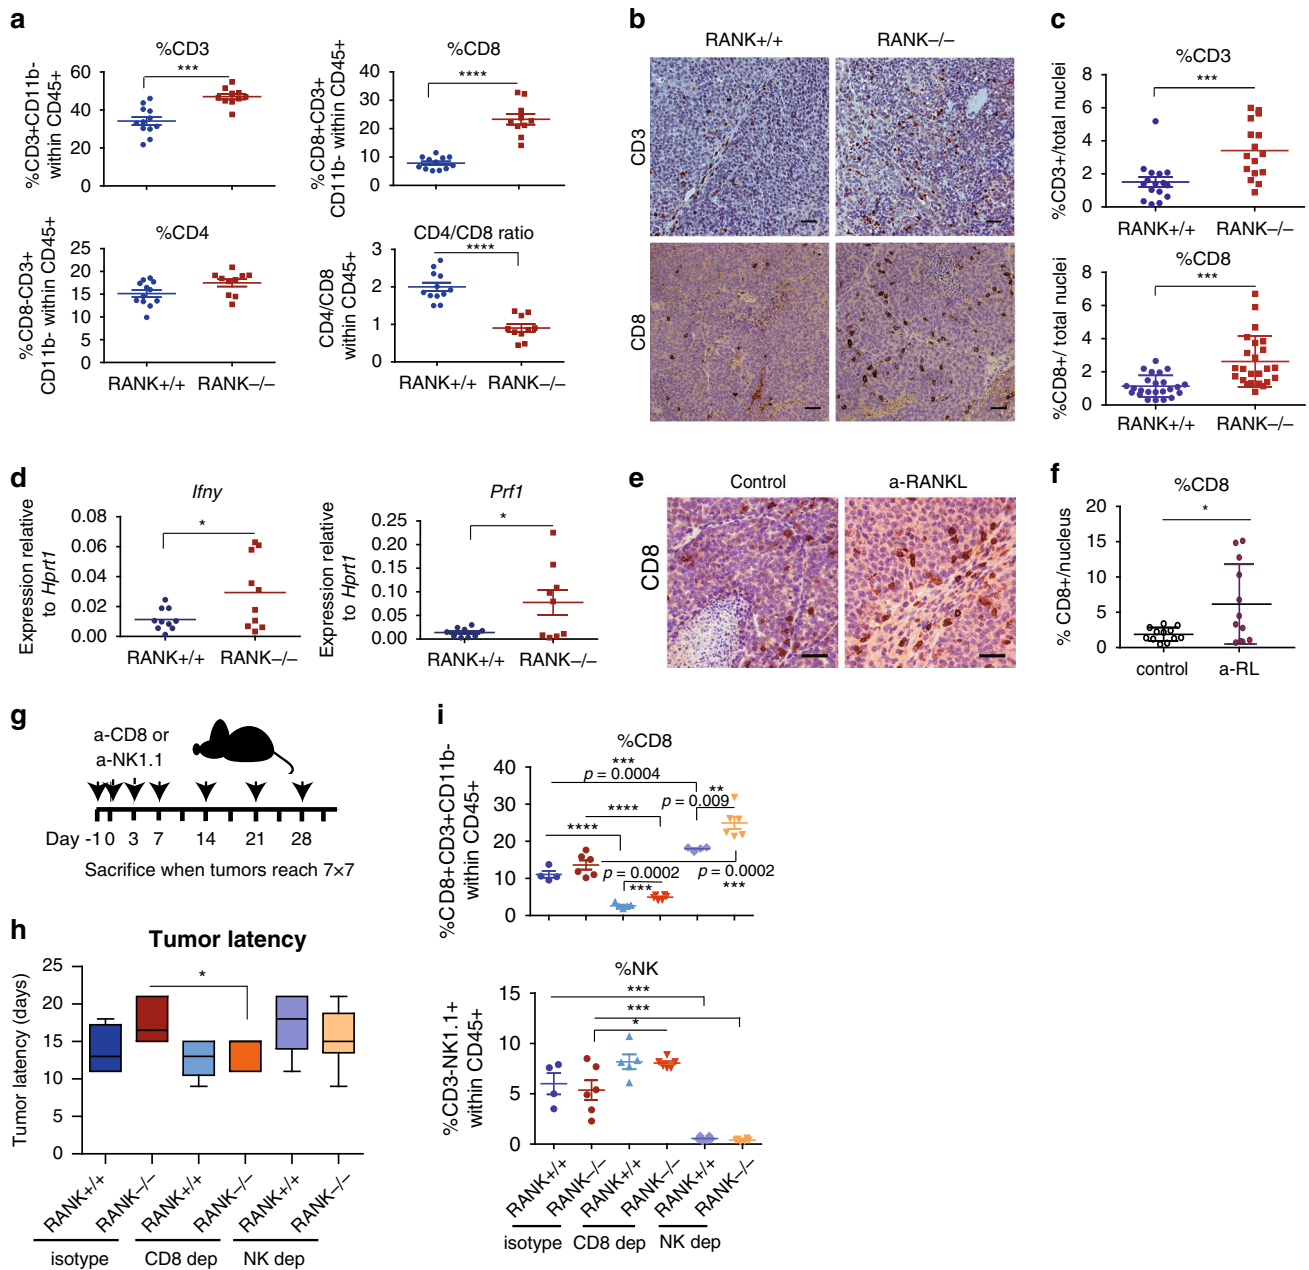 a
%CD3
%CD3+CD11b-
within CD45+
60
40
20
0
***
%CD8
%CD8+CD3+
CD11b- within CD45+
40
30
20
10
0
****
%CD4
%CD8-CD3+
CD11b- within CD45+
25
20
15
10
5
0
RANK+/+
RANK–/–
CD4/CD8 ratio
CD4/CD8
within CD45+
3
2
1
0
****
RANK+/+
RANK–/–
b
RANK+/+
RANK–/–
CD3
CD8
c
%CD3
%CD3+/total nuclei
8
6
4
2
0
***
RANK+/+
RANK–/–
%CD8
%CD8+/ total nuclei
8
6
4
2
0
***
RANK+/+
RANK–/–
d
Ifny
Expression relative
to Hprt1
0.08
0.06
0.04
0.02
0.00
*
RANK+/+
RANK–/–
Prf1
Expression relative
to Hprt1
0.25
0.20
0.15
0.10
0.05
0.00
*
RANK+/+
RANK–/–
e
Control
a-RANKL
CD8
f
%CD8
% CD8+/nucleus
20
15
10
5
0
*
control
a-RL
g
a-CD8 or
a-NK1.1
Day -1 0 3 7 14 21 28
Sacrifice when tumors reach 7×7
h
Tumor latency
Tumor latency (days)
25
20
15
10
5
0
*
RANK+/+
RANK–/–
RANK+/+
RANK–/–
RANK+/+
RANK–/–
isotype
CD8 dep
NK dep
i
%CD8
%CD8+CD3+CD11b-
within CD45+
40
30
20
10
0
***
p = 0.0004
**
p = 0.009
****
****
p = 0.0002
***
p = 0.0002
***
%NK
%CD3-NK1.1+
within CD45+
15
10
5
0
***
***
*
RANK+/+
RANK–/–
RANK+/+
RANK–/–
RANK+/+
RANK–/–
isotype
CD8 dep
NK dep